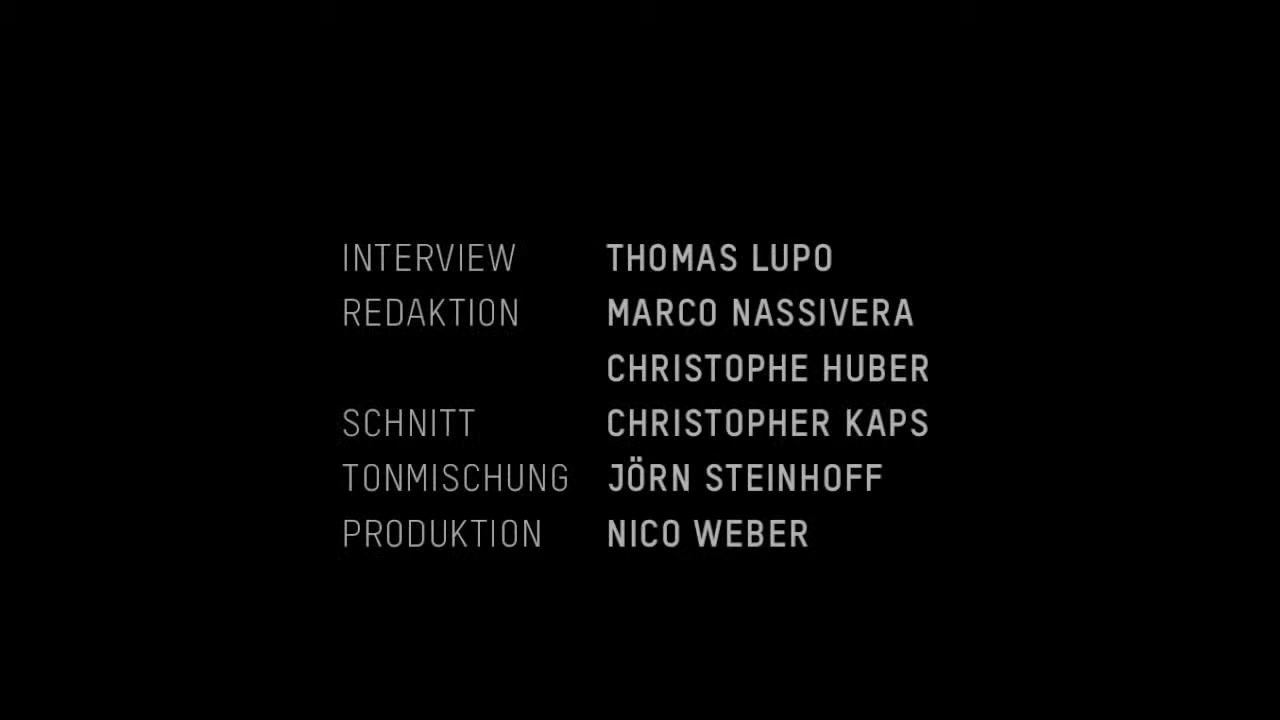 INTERVIEW THOMAS LUPO
REDAKTION MARCO NASSIVERA
CHRISTOPHE HUBER
SCHNITT CHRISTOPHER KAPS
TONMISCHUNG JÖRN STEINHOFF
PRODUKTION NICO WEBER